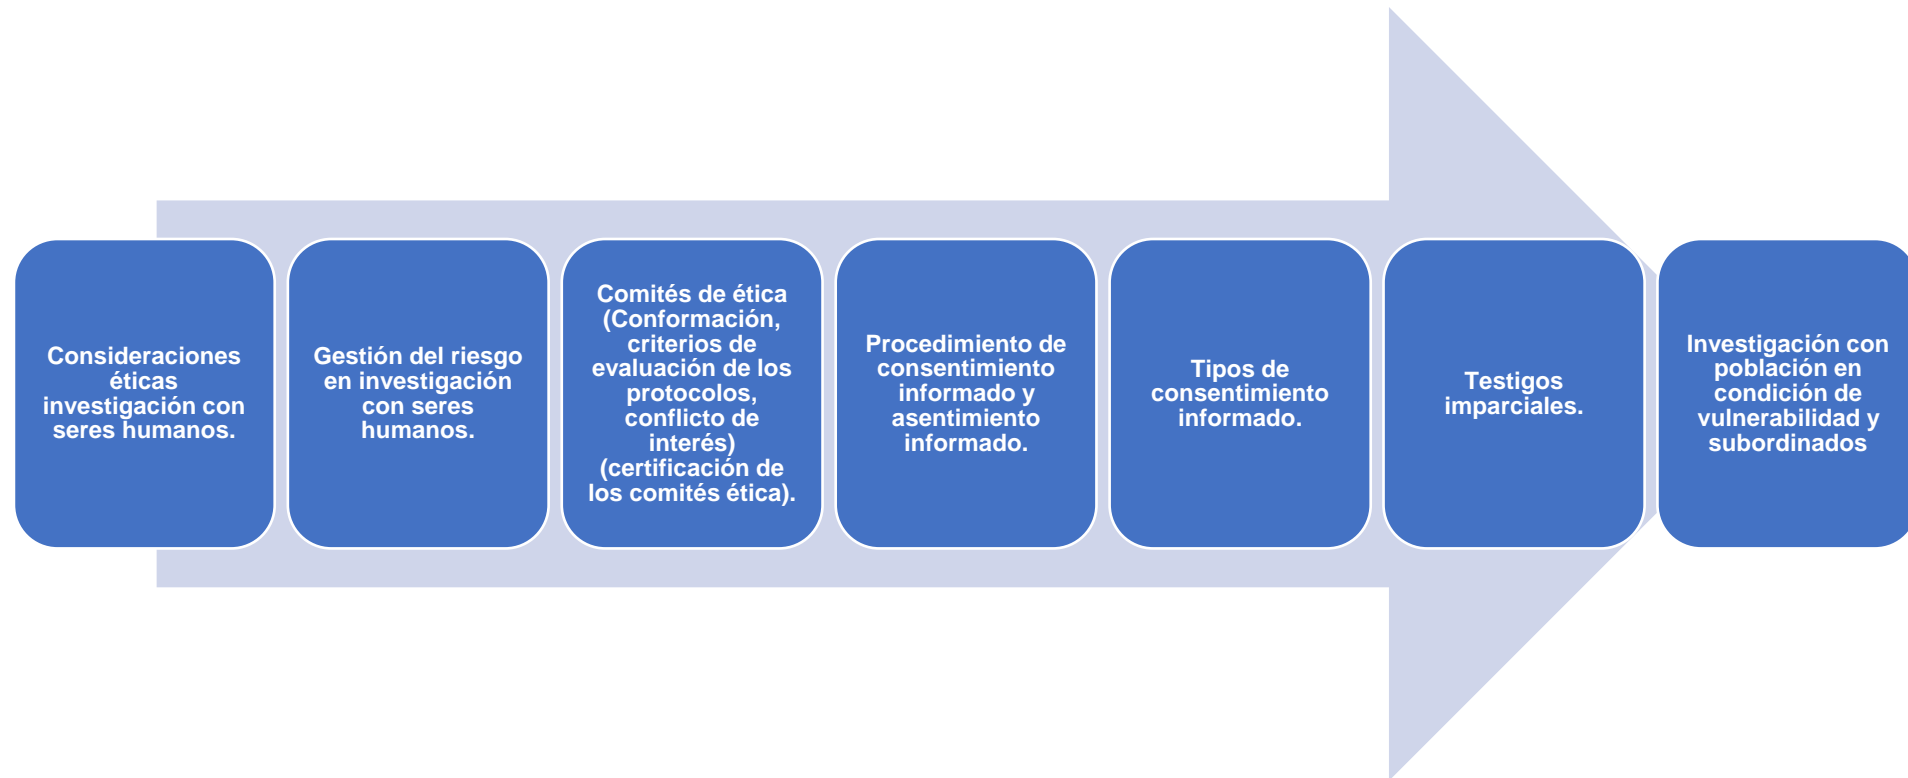 Consideraciones
éticas
investigación con
seres humanos.
Gestión del riesgo
en investigación
con seres
humanos.
Comités de ética
(Conformación,
criterios de
evaluación de los
protocolos,
conflicto de
interés)
(certificación de
los comités ética).
Procedimiento de
consentimiento
informado y
asentimiento
informado.
Tipos de
consentimiento
informado.
Testigos
imparciales.
Investigación con
población en
condición de
vulnerabilidad y
subordinados